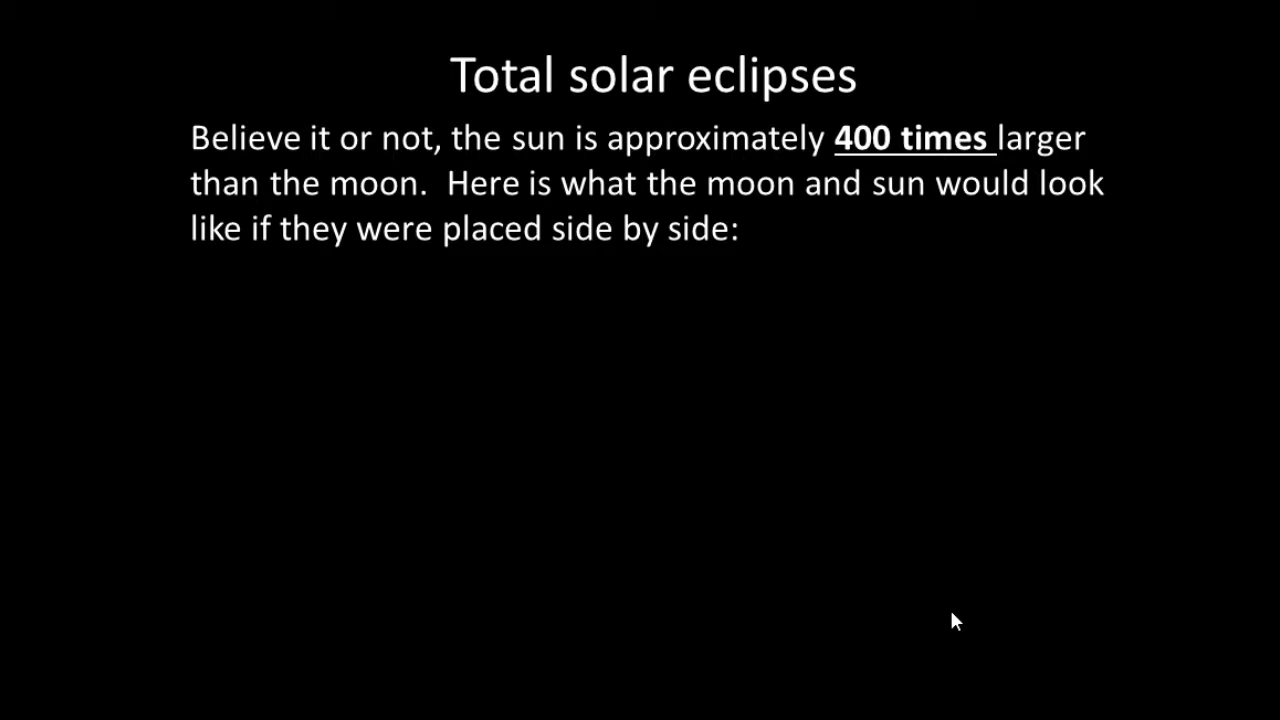 Total solar eclipses
Believe it or not, the sun is approximately 400 times larger
than the moon.  Here is what the moon and sun would look
like if they were placed side by side: